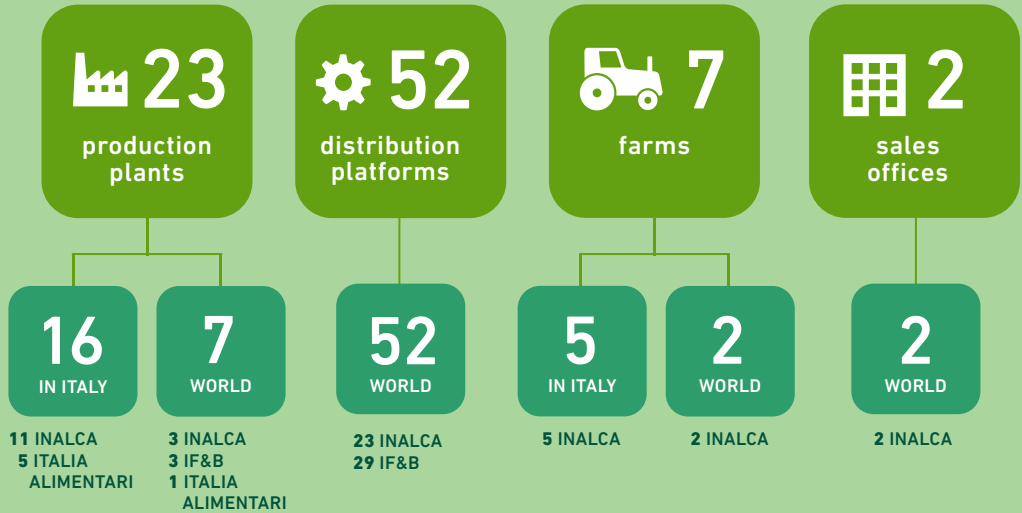 23
production
plants
52
distribution
platforms
7
farms
2
sales
offices
16
IN ITALY
7
WORLD
52
WORLD
5
IN ITALY
2
WORLD
2
WORLD
11 INALCA
5 ITALIA
ALIMENTARI
3 INALCA
3 IF&B
1 ITALIA
ALIMENTARI
23 INALCA
29 IF&B
5 INALCA
2 INALCA
2 INALCA